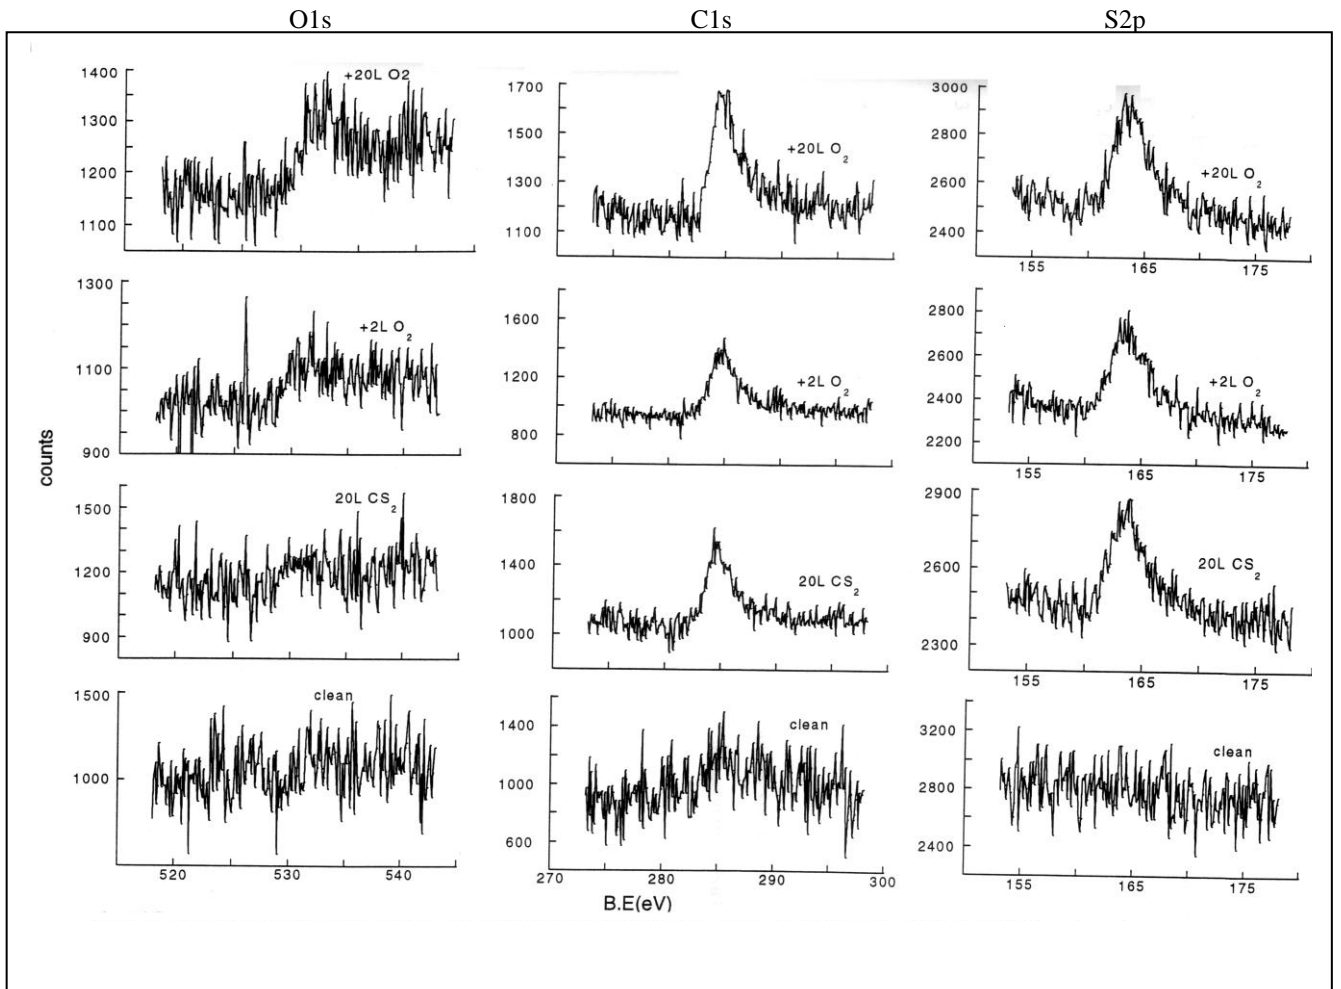 O1s C1s S2p
1400
1300
1200
1100
+20L O2
1700
1500
1300
1100
+20L O2
3000
2800
2600
2400
+20L O2
155 165 175
1300
1100
900
+2L O2
1600
1200
800
+2L O2
2800
2600
2400
2200
+2L O2
155 165 175
counts
1500
1200
900
20L CS2
1800
1400
1000
20L CS2
2900
2600
2300
20L CS2
155 165 175
1500
1000
clean
520 530 540
1400
1000
600
clean
270 280 290 300
3200
2800
2400
clean
155 165 175
B.E(eV)